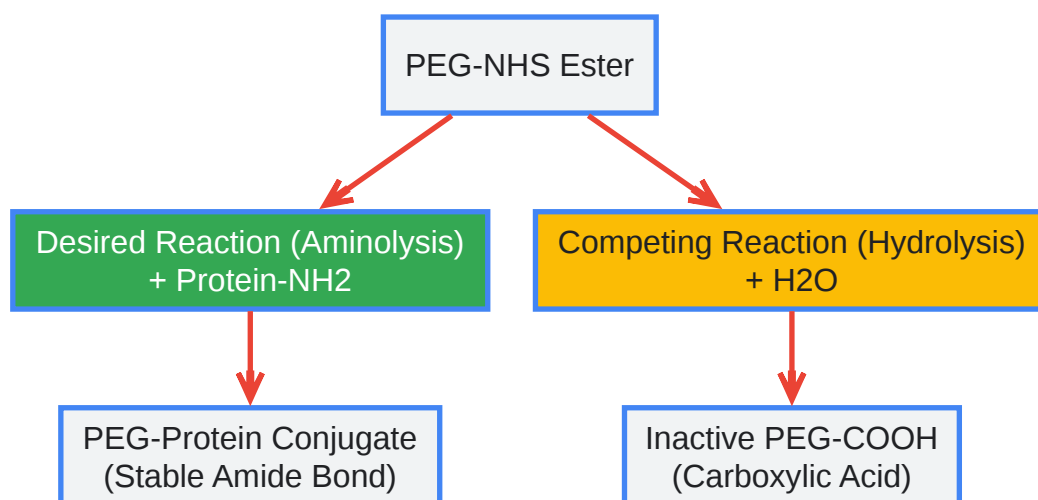 PEG-NHS Ester
Desired Reaction (Aminolysis)
+ Protein-NH2
Competing Reaction (Hydrolysis)
+ H2O
PEG-Protein Conjugate
(Stable Amide Bond)
Inactive PEG-COOH
(Carboxylic Acid)